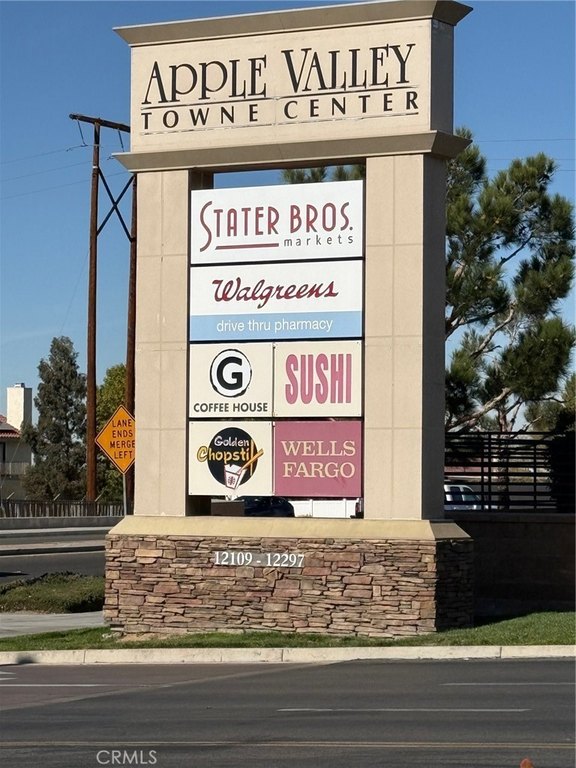 APPLE VALLEY
TOWNE CENTER
STATER BROS.
markets
Walgreens
drive thru pharmacy
G
COFFEE HOUSE
SUSHI
Golden
Chopstix
WELLS
FARGO
LANE
ENDS
MERGE
LEFT
12109 - 12297
CRMLS